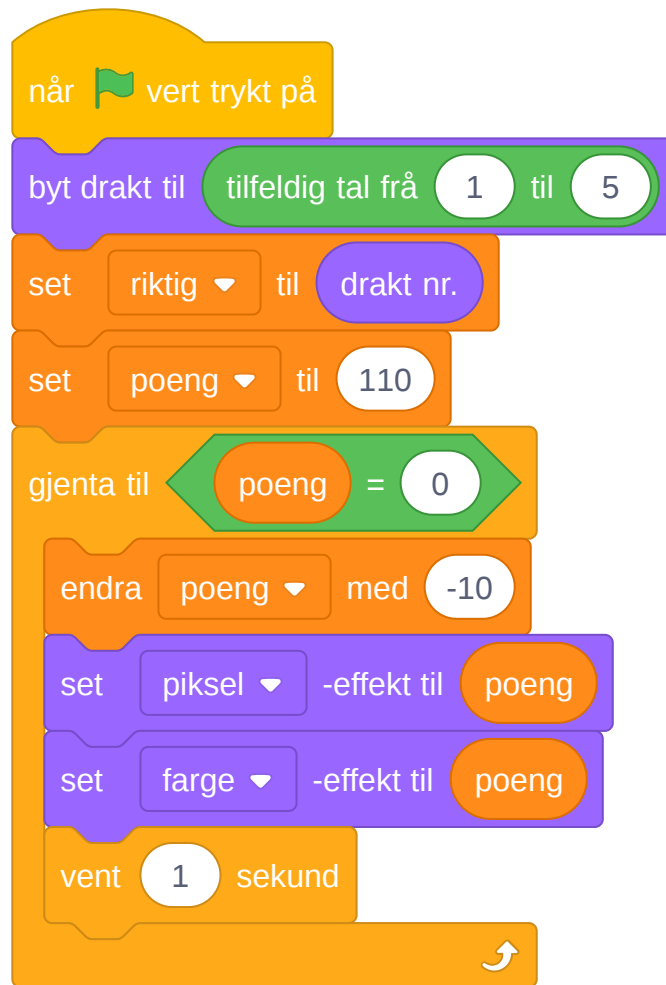 når vert trykt på
byt drakt til tilfeldig tal frå 1 til 5
set riktig til drakt nr.
set poeng til 110
gjenta til poeng = 0
endra poeng med -10
set piksel -effekt til poeng
set farge -effekt til poeng
vent 1 sekund